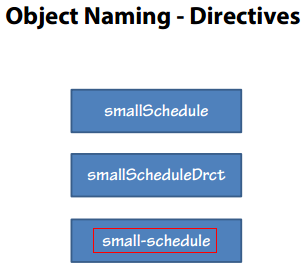 Object Naming - Directives
smallSchedule
smallScheduleDrct
small-schedule